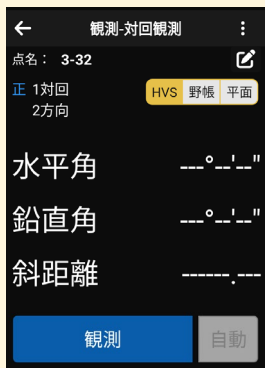 観測-対回観測
点名： 3-32
正 1対回
2方向
HVS 野帳 平面
水平角 ---°--'--"
鉛直角 ---°--'--"
斜距離 ------.---
観測 自動